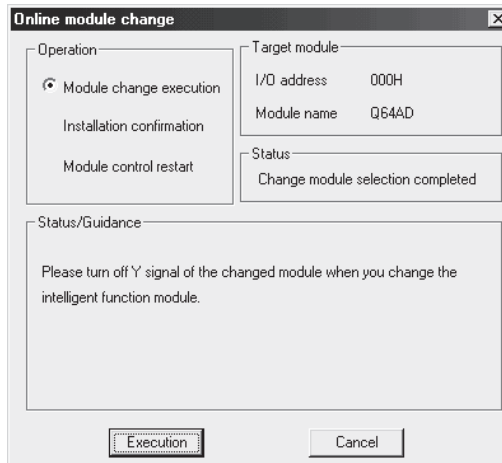 Online module change
Operation
Module change execution
Installation confirmation
Module control restart
Target module
I/O address 000H
Module name Q64AD
Status
Change module selection completed
Status/Guidance
Please turn off Y signal of the changed module when you change the
intelligent function module.
Execution
Cancel